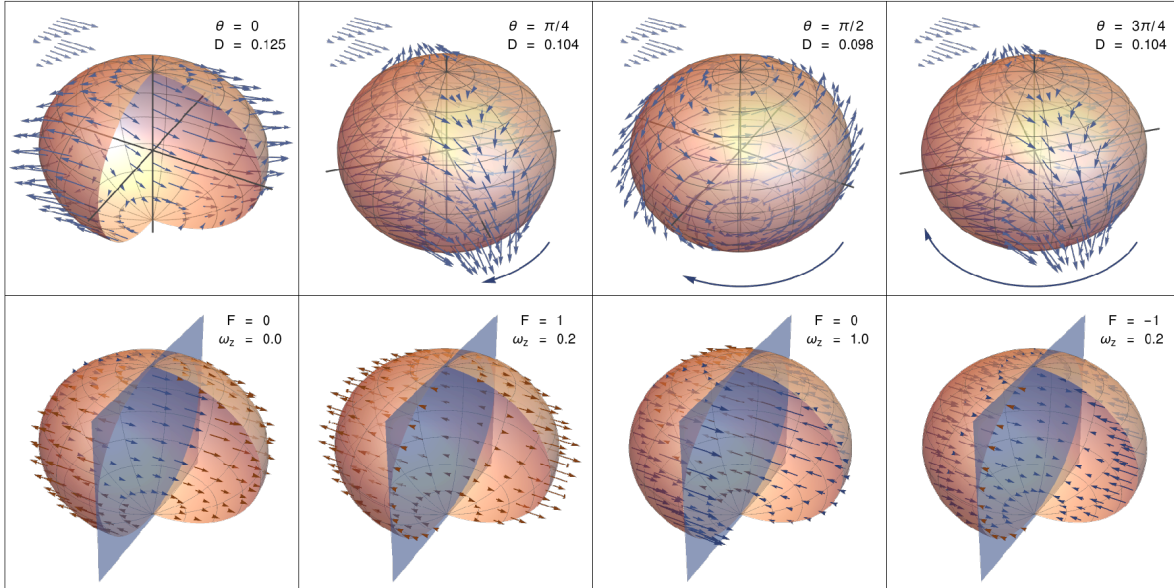 θ = 0
D = 0.125
θ = π/4
D = 0.104
θ = π/2
D = 0.098
θ = 3π/4
D = 0.104
F = 0
ω_z = 0.0
F = 1
ω_z = 0.2
F = 0
ω_z = 1.0
F = −1
ω_z = 0.2